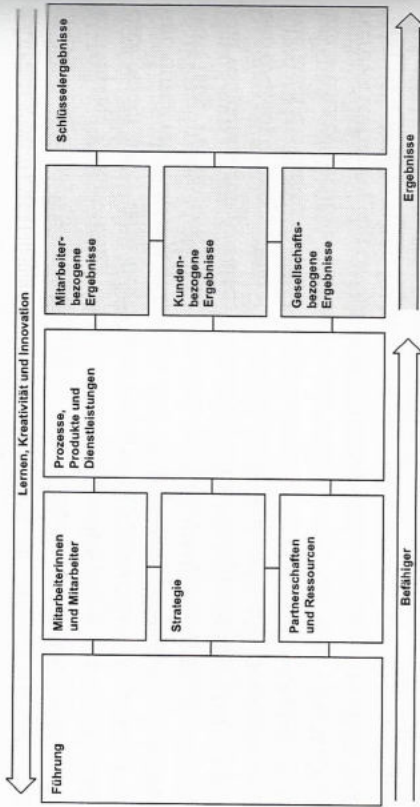 Lernen, Kreativität und Innovation
Führung
Mitarbeiterinnen
und Mitarbeiter
Strategie
Partnerschaften
und Ressourcen
Prozesse,
Produkte und
Dienstleistungen
Mitarbeiter-
bezogene
Ergebnisse
Kunden-
bezogene
Ergebnisse
Gesellschafts-
bezogene
Ergebnisse
Schlüsselergebnisse
Befähiger
Ergebnisse